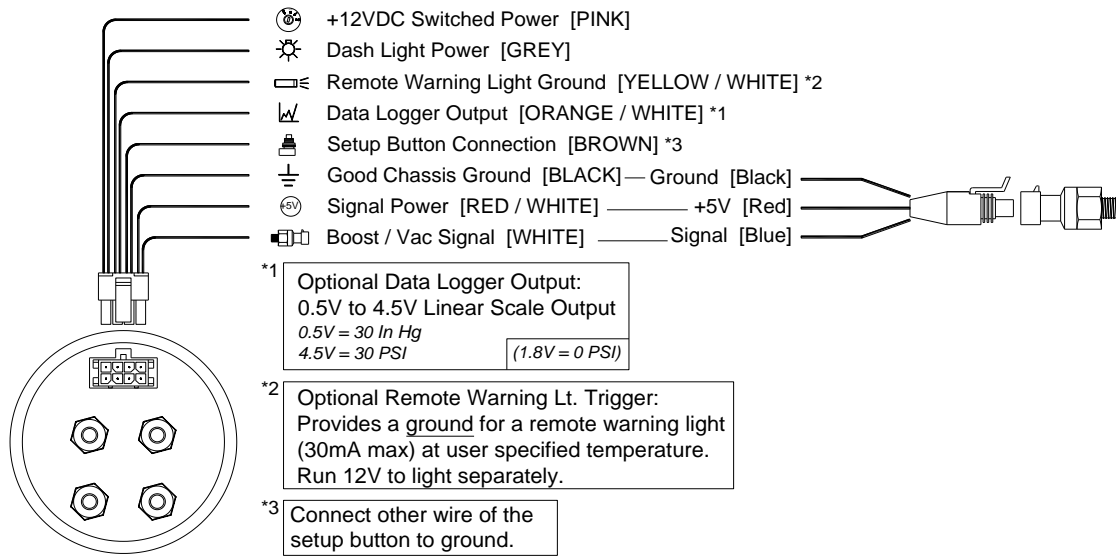 +12VDC Switched Power [PINK]
Dash Light Power [GREY]
Remote Warning Light Ground [YELLOW / WHITE] *2
Data Logger Output [ORANGE / WHITE] *1
Setup Button Connection [BROWN] *3
Good Chassis Ground [BLACK] Ground [Black]
+5V Signal Power [RED / WHITE] +5V [Red]
Boost / Vac Signal [WHITE] Signal [Blue]
*1 Optional Data Logger Output:
0.5V to 4.5V Linear Scale Output
0.5V = 30 In Hg
4.5V = 30 PSI (1.8V = 0 PSI)
*2 Optional Remote Warning Lt. Trigger:
Provides a ground for a remote warning light
(30mA max) at user specified temperature.
Run 12V to light separately.
*3 Connect other wire of the
setup button to ground.